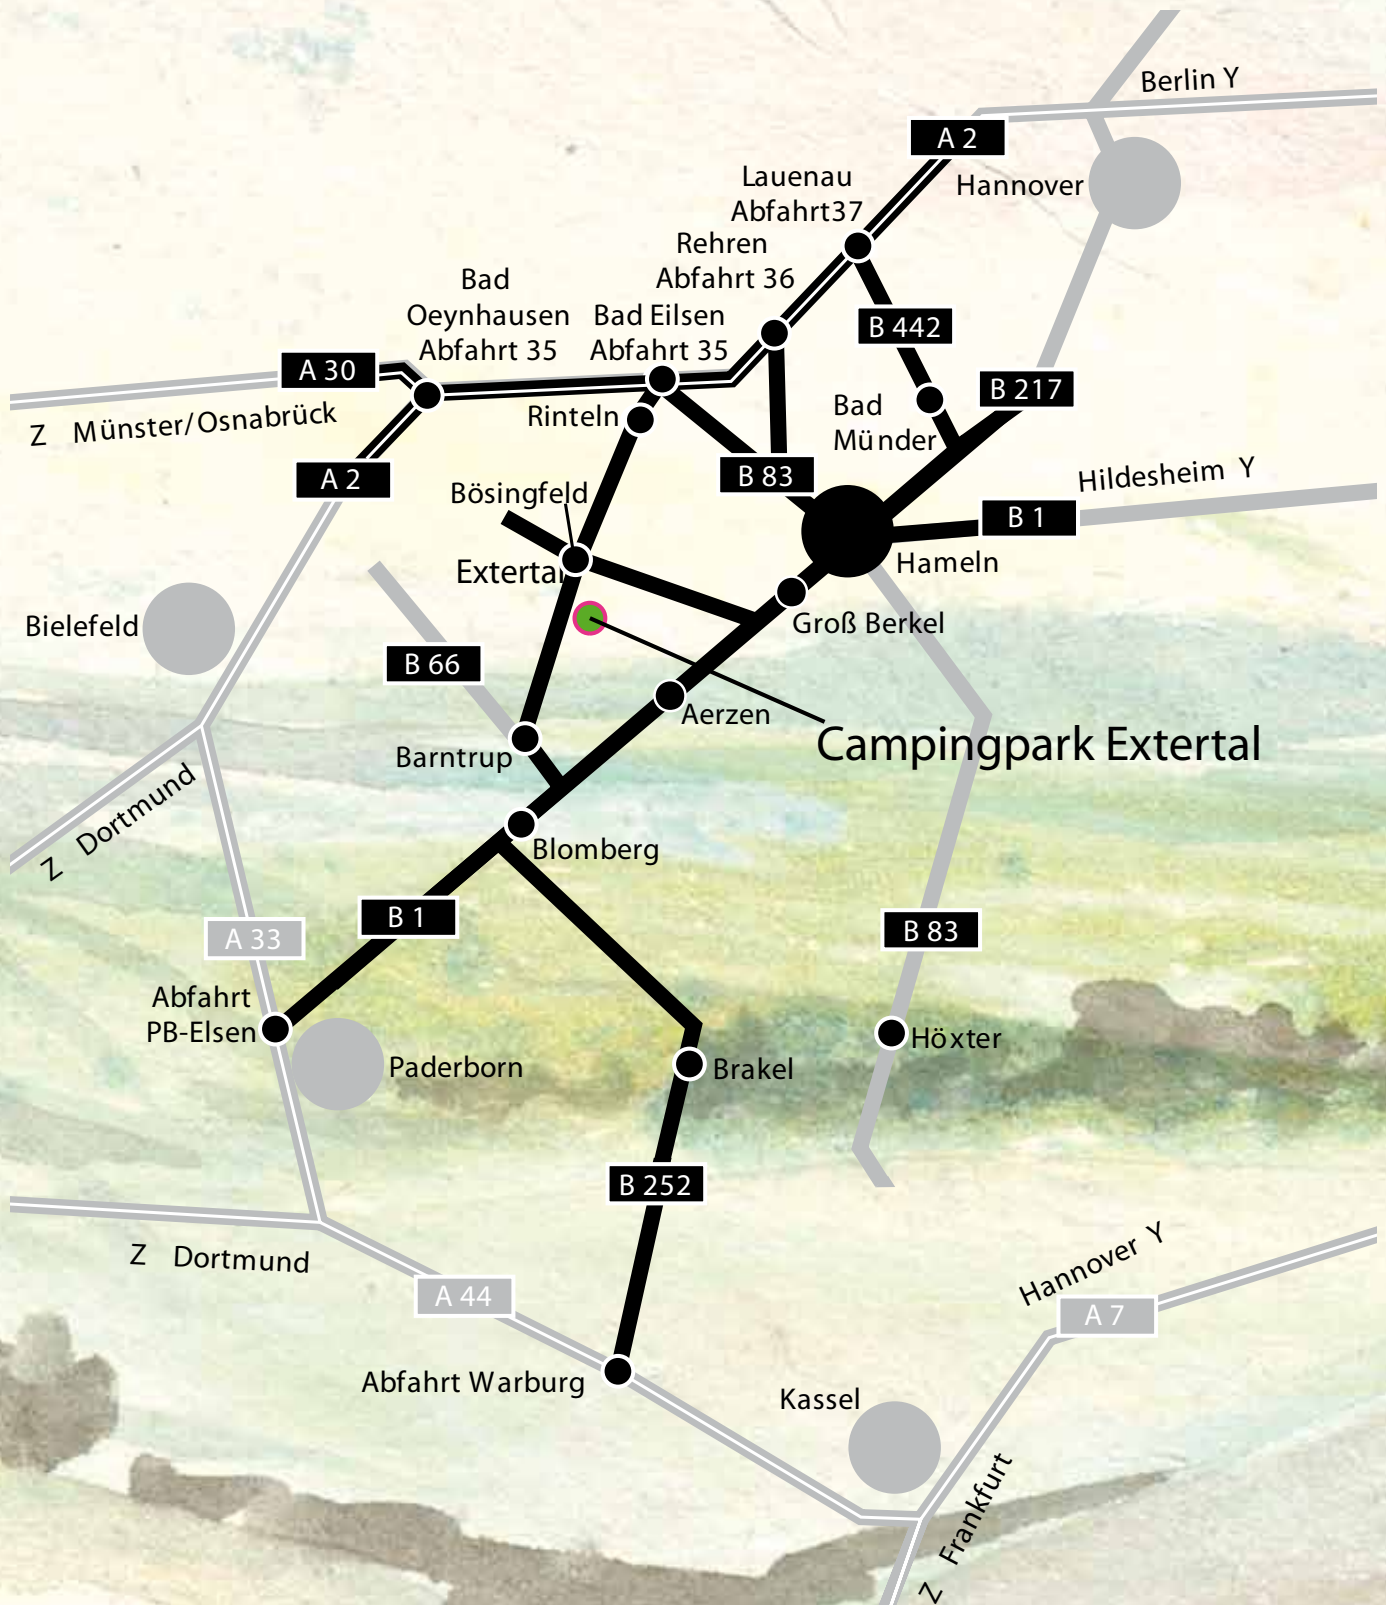 Berlin Y
A 2
Hannover
Lauenau
Abfahrt37
Rehren
Abfahrt 36
Bad
Oeynhausen
Abfahrt 35
Bad Eilsen
Abfahrt 35
B 442
A 30
B 217
Z Münster/Osnabrück
Rinteln
Bad
Münder
A 2
B 83
Hildesheim Y
Bösingfeld
B 1
Hameln
Extertal
Bielefeld
Groß Berkel
B 66
Aerzen
Barntrup
Campingpark Extertal
Z Dortmund
Blomberg
B 1
A 33
B 83
Abfahrt
PB-Elsen
Höxter
Paderborn
Brakel
B 252
Z Dortmund
Hannover Y
A 44
A 7
Abfahrt Warburg
Kassel
Z Frankfurt